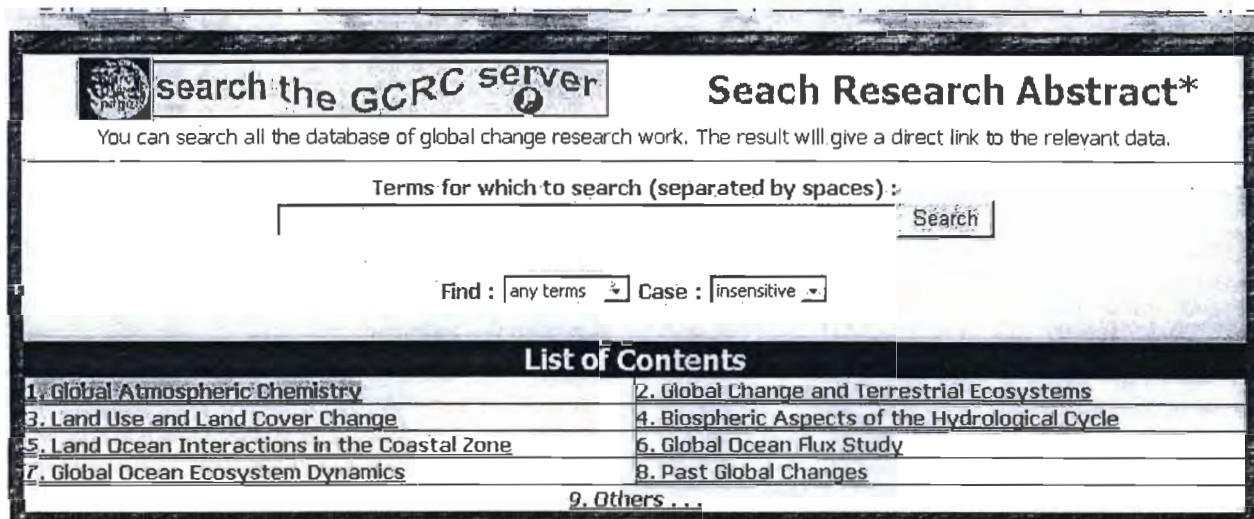 search the GCRC server
Seach Research Abstract*
You can search all the database of global change research work. The result will give a direct link to the relevant data.
Terms for which to search (separated by spaces) :
Search
Find : any terms Case : insensitive
List of Contents
1. Global Atmospheric Chemistry
2. Global Change and Terrestrial Ecosystems
3. Land Use and Land Cover Change
4. Biospheric Aspects of the Hydrological Cycle
5. Land Ocean Interactions in the Coastal Zone
6. Global Ocean Flux Study
7. Global Ocean Ecosystem Dynamics
8. Past Global Changes
9. Others . . .